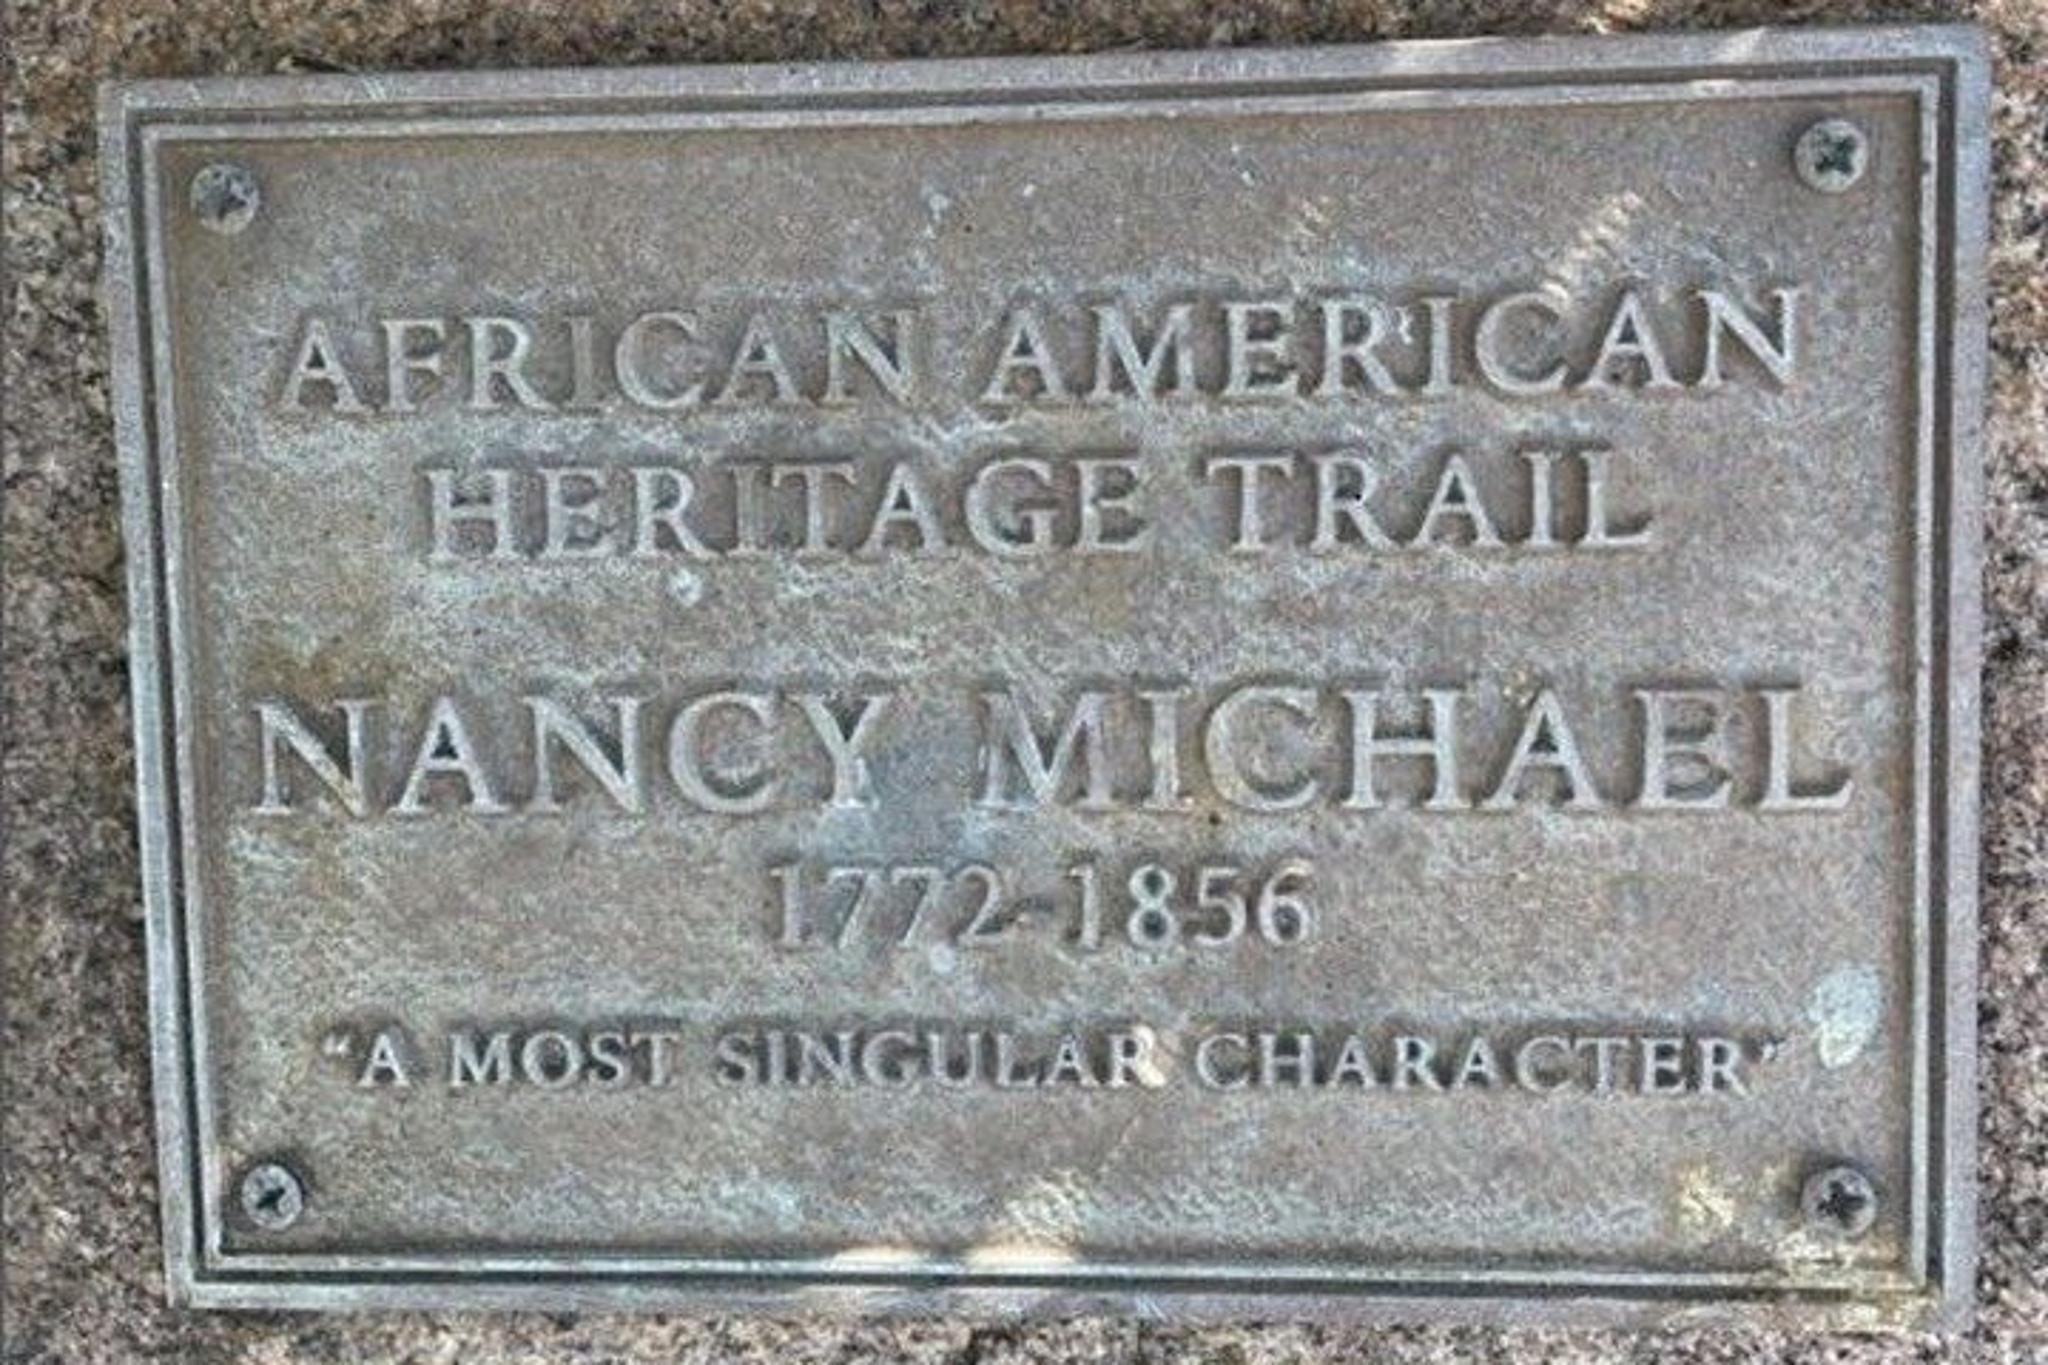 AFRICAN AMERICAN
HERITAGE TRAIL
NANCY MICHAEL
1772-1856
"A MOST SINGULAR CHARACTER"